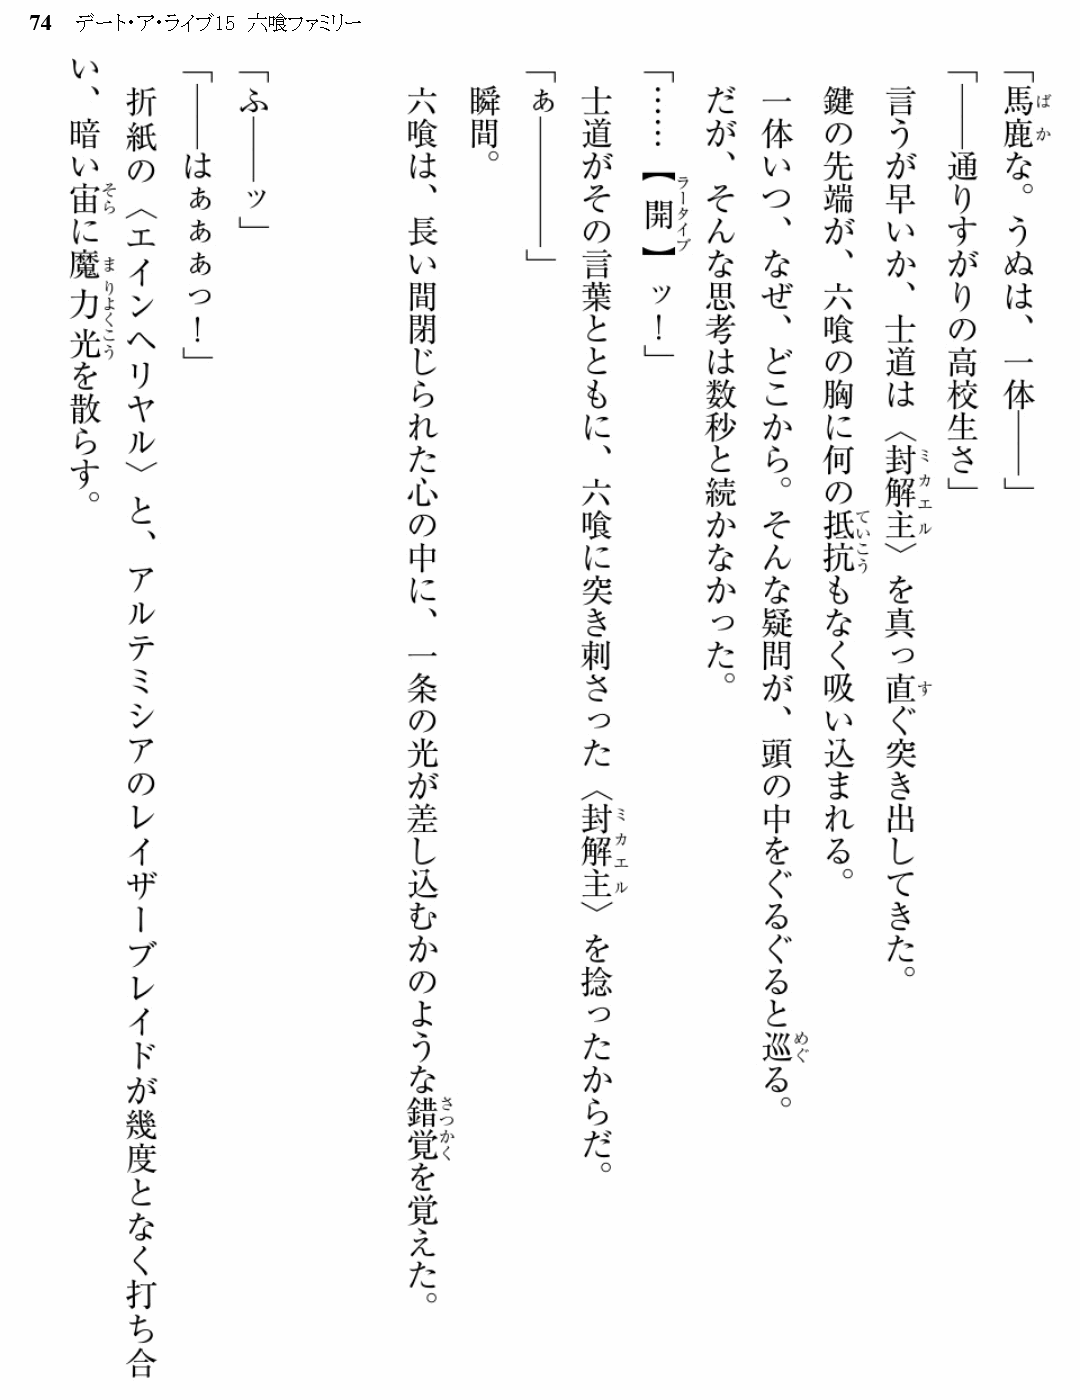 74 デート・ア・ライブ15 六喰ファミリー
「馬鹿な。うぬは、一体――」
「――通りすがりの高校生さ」
言うが早いか、士道は〈封解主〉を真っ直ぐ突き出してきた。
鍵の先端が、六喰の胸に何の抵抗もなく吸い込まれる。
一体いつ、なぜ、どこから。そんな疑問が、頭の中をぐるぐると巡る。
だが、そんな思考は数秒と続かなかった。
「……【開】ッ！」
士道がその言葉とともに、六喰に突き刺さった〈封解主〉を捻ったからだ。
「ぁ――――」
瞬間。
六喰は、長い間閉じられた心の中に、一条の光が差し込むかのような錯覚を覚えた。
「ふ――ッ」
「――はぁぁぁっ！」
折紙の〈エインヘリヤル〉と、アルテミシアのレイザーブレイドが幾度となく打ち合
い、暗い宙に魔力光を散らす。